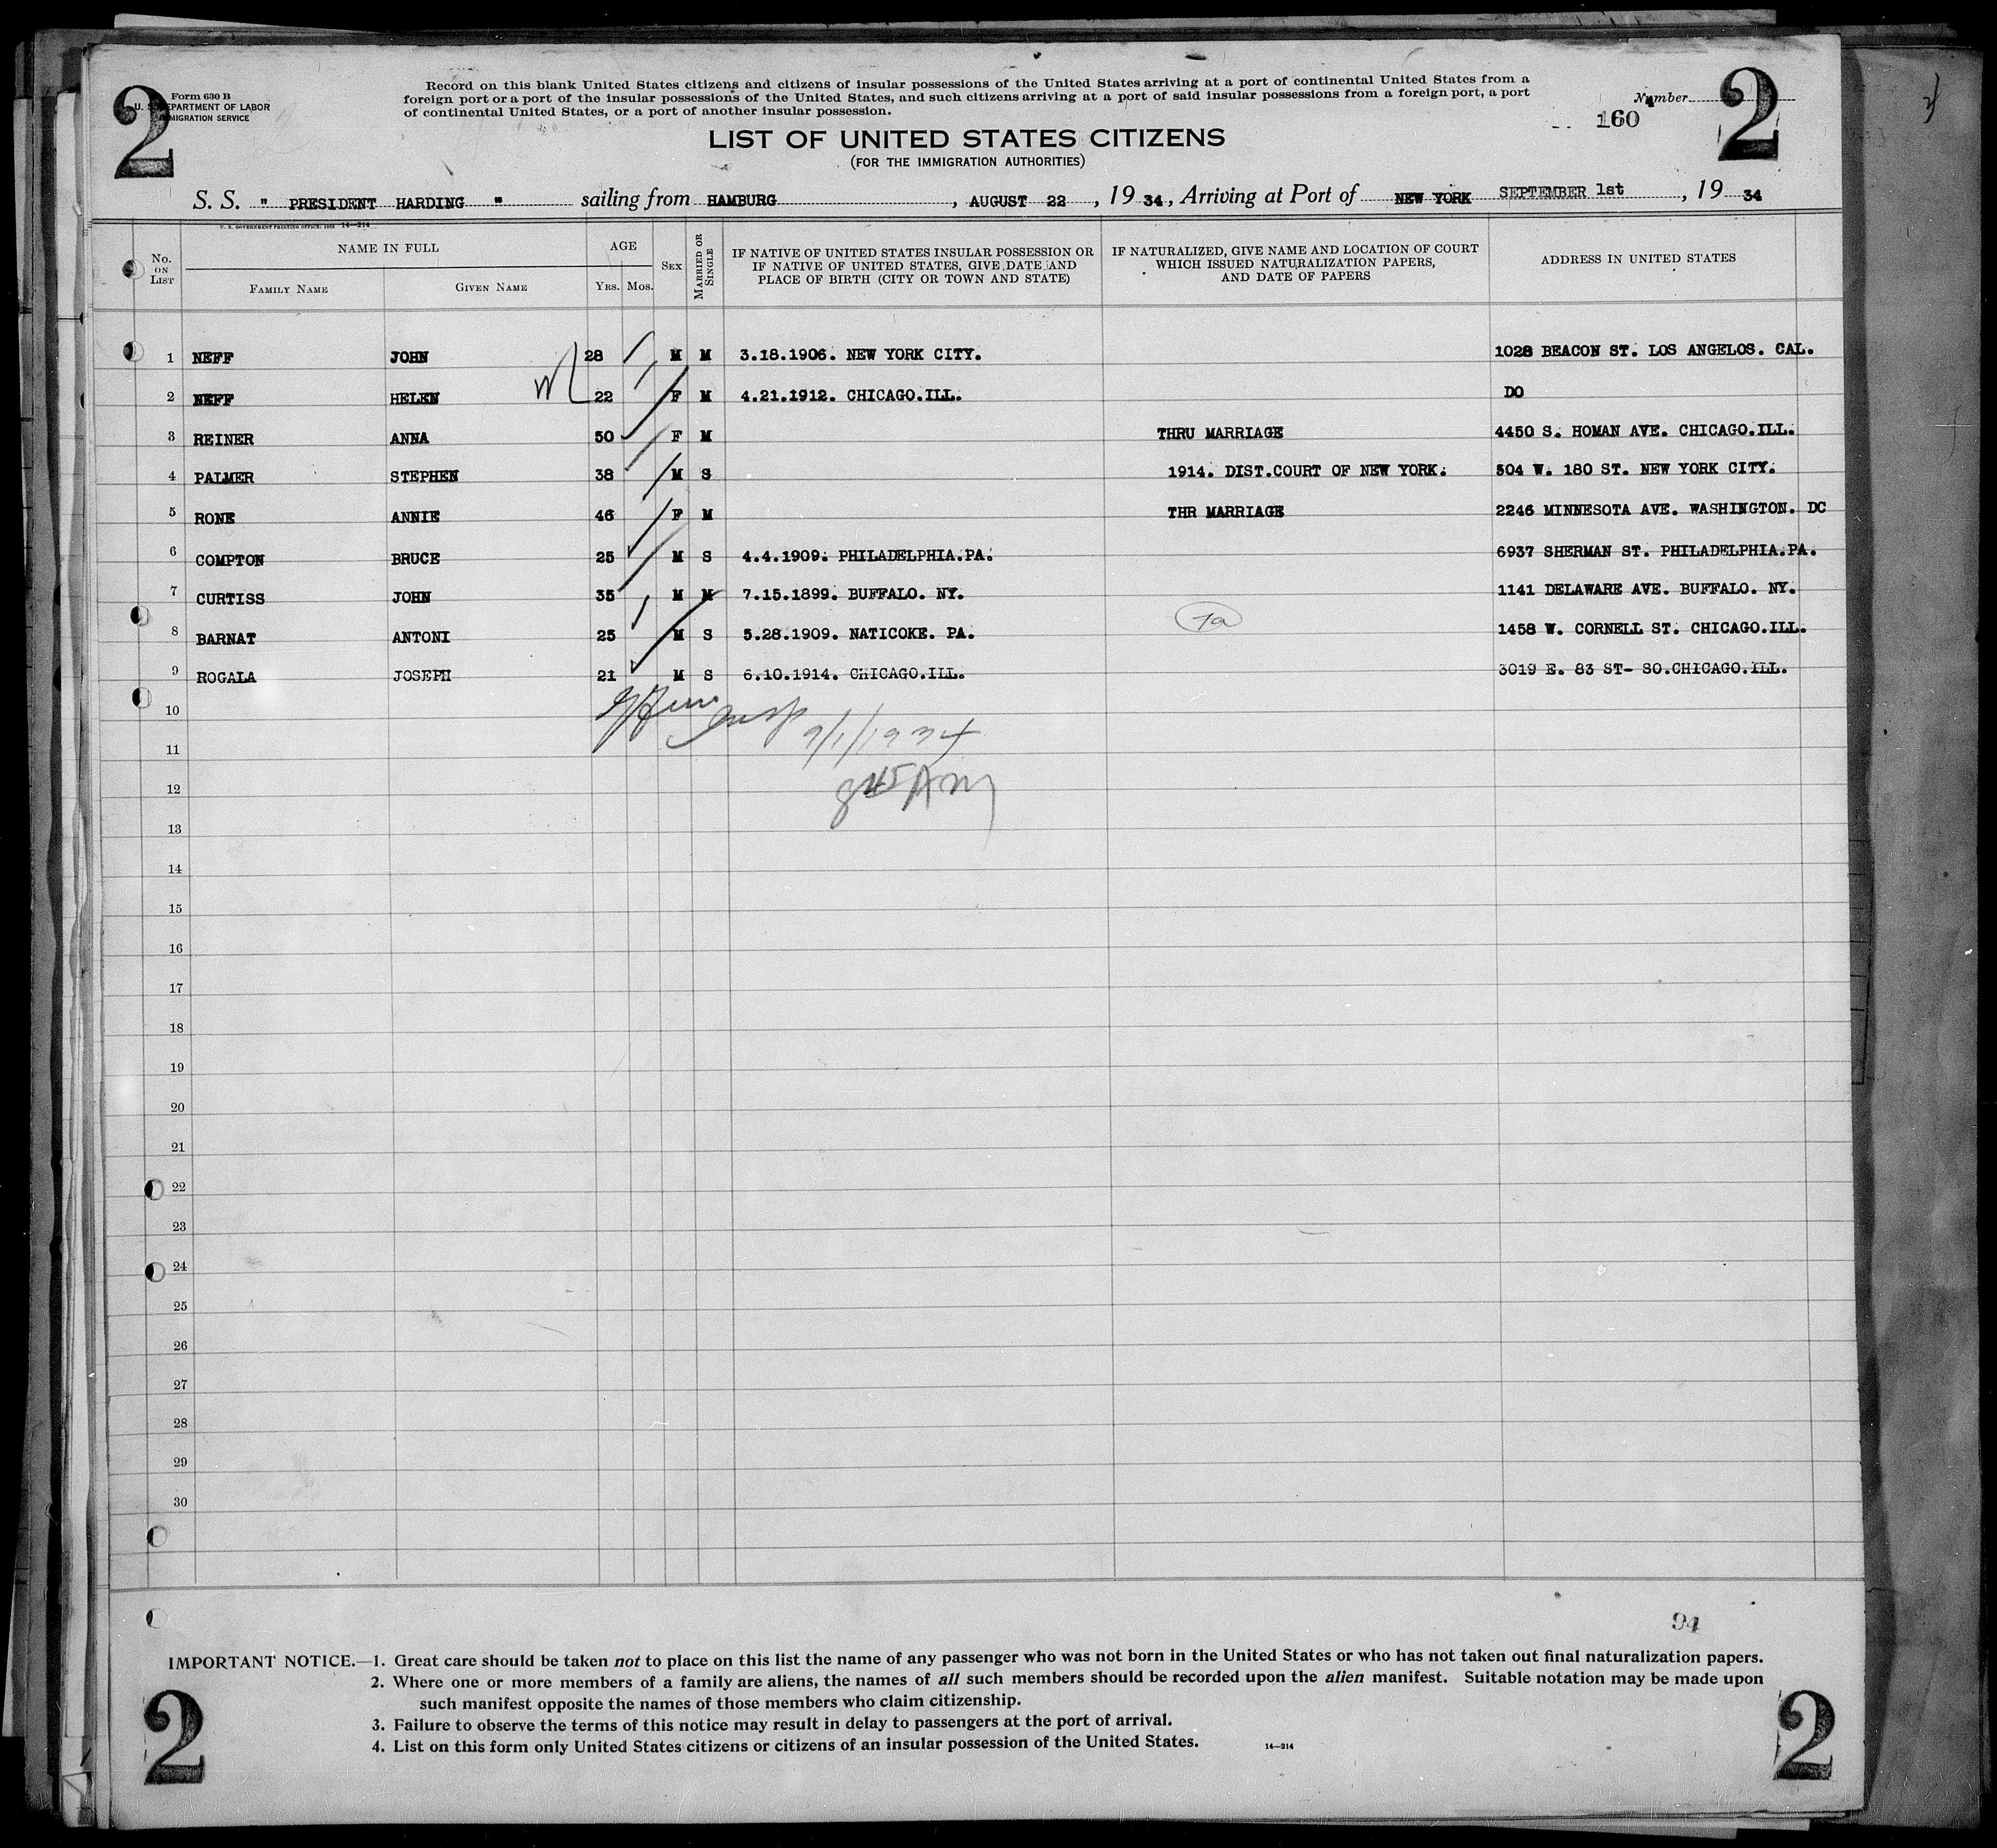 2 2
Form 630 B
U. S. DEPARTMENT OF LABOR
IMMIGRATION SERVICE
Record on this blank United States citizens and citizens of insular possessions of the United States arriving at a port of continental United States from a
foreign port or a port of the insular possessions of the United States, and such citizens arriving at a port of said insular possessions from a foreign port, a port
of continental United States, or a port of another insular possession.
Number
160
LIST OF UNITED STATES CITIZENS
(FOR THE IMMIGRATION AUTHORITIES)
S. S. " PRESIDENT HARDING " sailing from HAMBURG, AUGUST 22, 1934, Arriving at Port of NEW YORK SEPTEMBER 1st, 19 34
U. S. GOVERNMENT PRINTING OFFICE: 1928 14—214
No. ON LIST NAME IN FULL FAMILY NAME GIVEN NAME AGE YRS. MOS. SEX MARRIED OR SINGLE IF NATIVE OF UNITED STATES INSULAR POSSESSION OR IF NATIVE OF UNITED STATES, GIVE DATE AND PLACE OF BIRTH (CITY OR TOWN AND STATE) IF NATURALIZED, GIVE NAME AND LOCATION OF COURT WHICH ISSUED NATURALIZATION PAPERS, AND DATE OF PAPERS ADDRESS IN UNITED STATES
1 NEFF JOHN 28 M M 3.18.1906. NEW YORK CITY. 1028 BEACON ST. LOS ANGELOS. CAL.
2 NEFF HELEN 22 F M 4.21.1912. CHICAGO.ILL. DO
3 REINER ANNA 50 F M THRU MARRIAGE 4450 S. HOMAN AVE. CHICAGO.ILL.
4 PALMER STEPHEN 38 M S 1914. DIST.COURT OF NEW YORK. 504 W. 180 ST. NEW YORK CITY.
5 RONE ANNIE 46 F M THR MARRIAGE 2246 MINNESOTA AVE. WASHINGTON. DC
6 COMPTON BRUCE 25 M S 4.4.1909. PHILADELPHIA.PA. 6937 SHERMAN ST. PHILADELPHIA.PA.
7 CURTISS JOHN 35 M M 7.15.1899. BUFFALO. NY. 1141 DELAWARE AVE. BUFFALO. NY.
8 BARNAT ANTONI 25 M S 5.28.1909. NATICOKE. PA. 1458 W. CORNELL ST. CHICAGO.ILL.
9 ROGALA JOSEPH 21 M S 6.10.1914. CHICAGO.ILL. 3019 E. 83 ST- SO.CHICAGO.ILL.
10
Insp 9/1/1934
11
12
845 AM
13
14
15
16
17
18
19
20
21
22
23
24
25
26
27
28
29
30
94
IMPORTANT NOTICE.—1. Great care should be taken not to place on this list the name of any passenger who was not born in the United States or who has not taken out final naturalization papers.
2. Where one or more members of a family are aliens, the names of all such members should be recorded upon the alien manifest. Suitable notation may be made upon
such manifest opposite the names of those members who claim citizenship.
3. Failure to observe the terms of this notice may result in delay to passengers at the port of arrival.
4. List on this form only United States citizens or citizens of an insular possession of the United States. 14—214
2 2